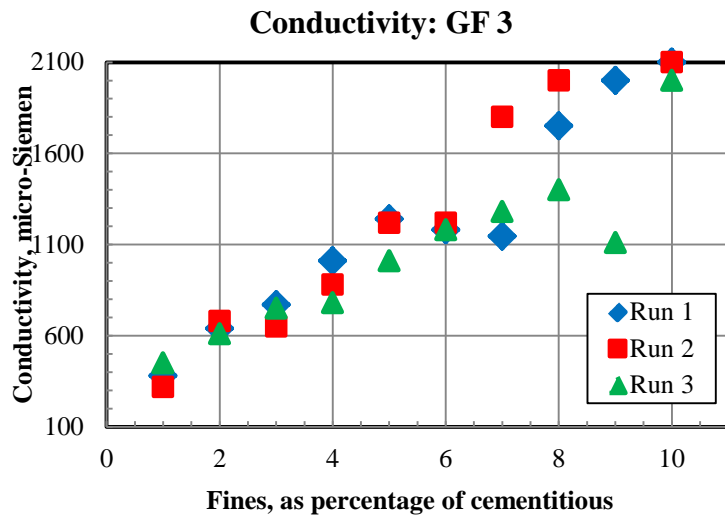 Conductivity: GF 3
Conductivity, micro-Siemen
2100
1600
1100
600
100
Run 1
Run 2
Run 3
0 2 4 6 8 10
Fines, as percentage of cementitious